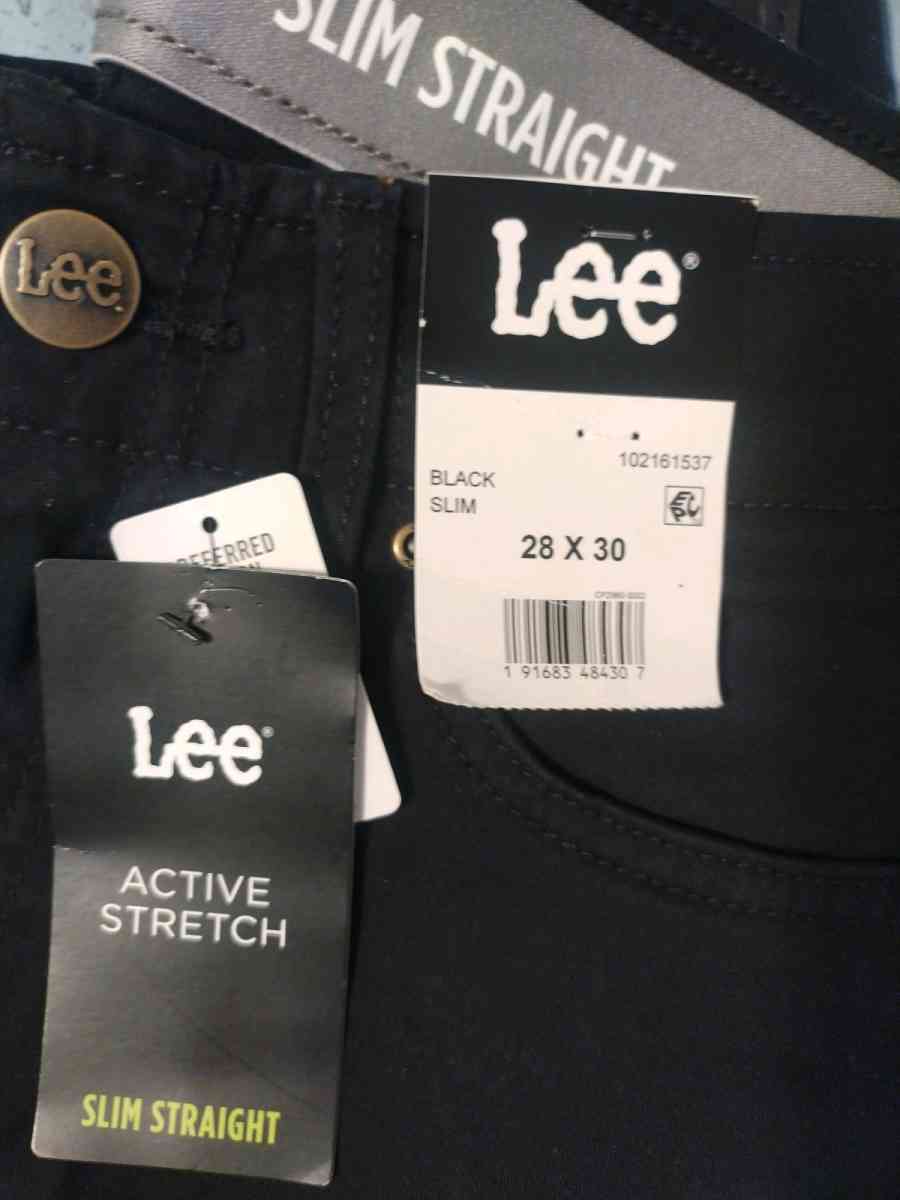 SLIM STRAIGHT
Lee
Lee®
102161537
BLACK
SLIM
28 X 30
1 91683 48430 7
Lee®
ACTIVE
STRETCH
SLIM STRAIGHT